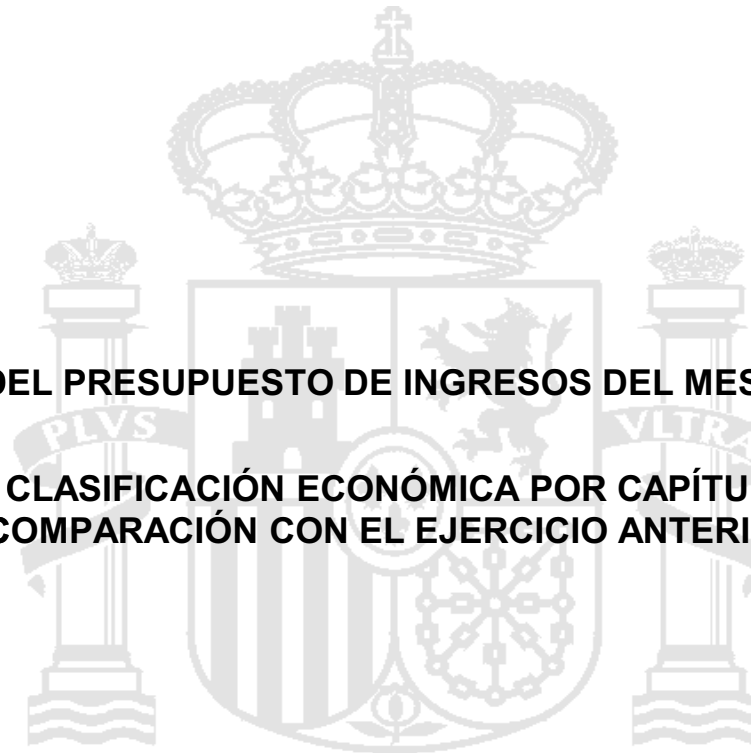 DEL PRESUPUESTO DE INGRESOS DEL MES
PLVS
VLTRA
CLASIFICACIÓN ECONÓMICA POR CAPÍTU
COMPARACIÓN CON EL EJERCICIO ANTERI